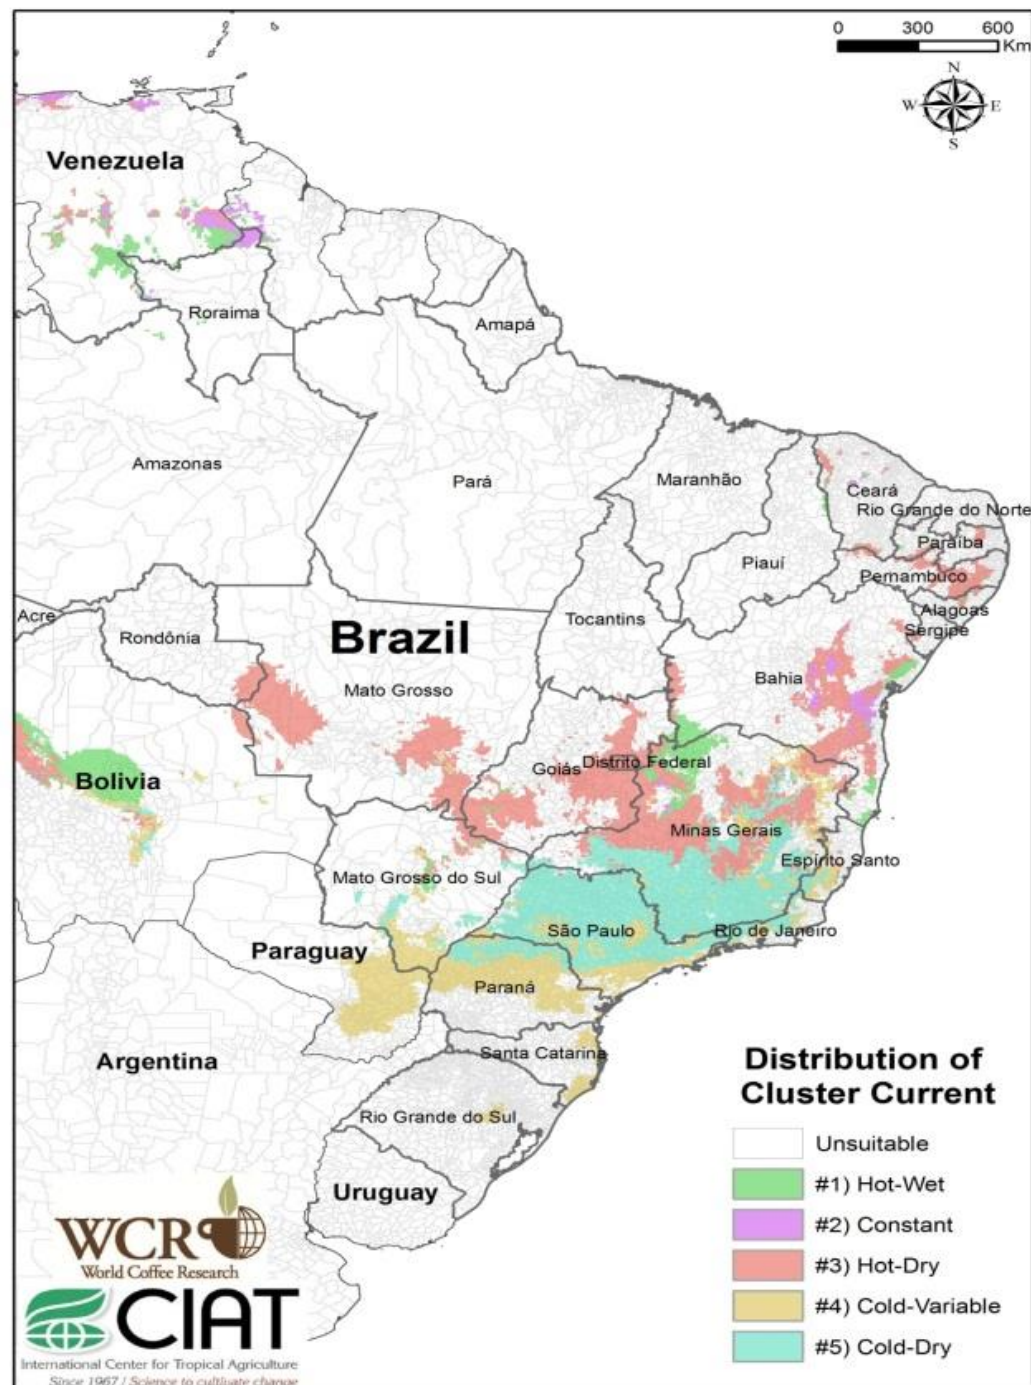 0 300 600
Km
N
W E
S
Venezuela
Roraima
Amapá
Amazonas
Pará
Maranhão
Ceará
Rio Grande do Norte
Paraíba
Piauí
Pernambuco
Acre
Rondônia
Tocantins
Alagoas
Sergipe
Brazil
Mato Grosso
Bahia
Bolivia
Goiás
Distrito Federal
Minas Gerais
Mato Grosso do Sul
Espírito Santo
São Paulo
Rio de Janeiro
Paraguay
Paraná
Argentina
Santa Catarina
Rio Grande do Sul
Uruguay
Distribution of
Cluster Current
Unsuitable
#1) Hot-Wet
#2) Constant
#3) Hot-Dry
#4) Cold-Variable
#5) Cold-Dry
WCR
World Coffee Research
CIAT
International Center for Tropical Agriculture
Since 1967 / Science to cultivate change